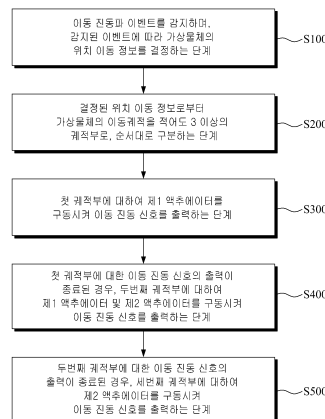 이동 진동파 이벤트를 감지하며,
감지된 이벤트에 따라 가상물체의
위치 이동 정보를 결정하는 단계
S100
결정된 위치 이동 정보로부터
가상물체의 이동궤적을 적어도 3 이상의
궤적부로, 순서대로 구분하는 단계
S200
첫 궤적부에 대하여 제1 액추에이터를
구동시켜 이동 진동 신호를 출력하는 단계
S300
첫 궤적부에 대한 이동 진동 신호의 출력이
종료된 경우, 두번째 궤적부에 대하여
제1 액추에이터 및 제2 액추에이터를 구동시켜
이동 진동 신호를 출력하는 단계
S400
두번째 궤적부에 대한 이동 진동 신호의
출력이 종료된 경우, 세번째 궤적부에 대하여
제2 액추에이터를 구동시켜
이동 진동 신호를 출력하는 단계
S500